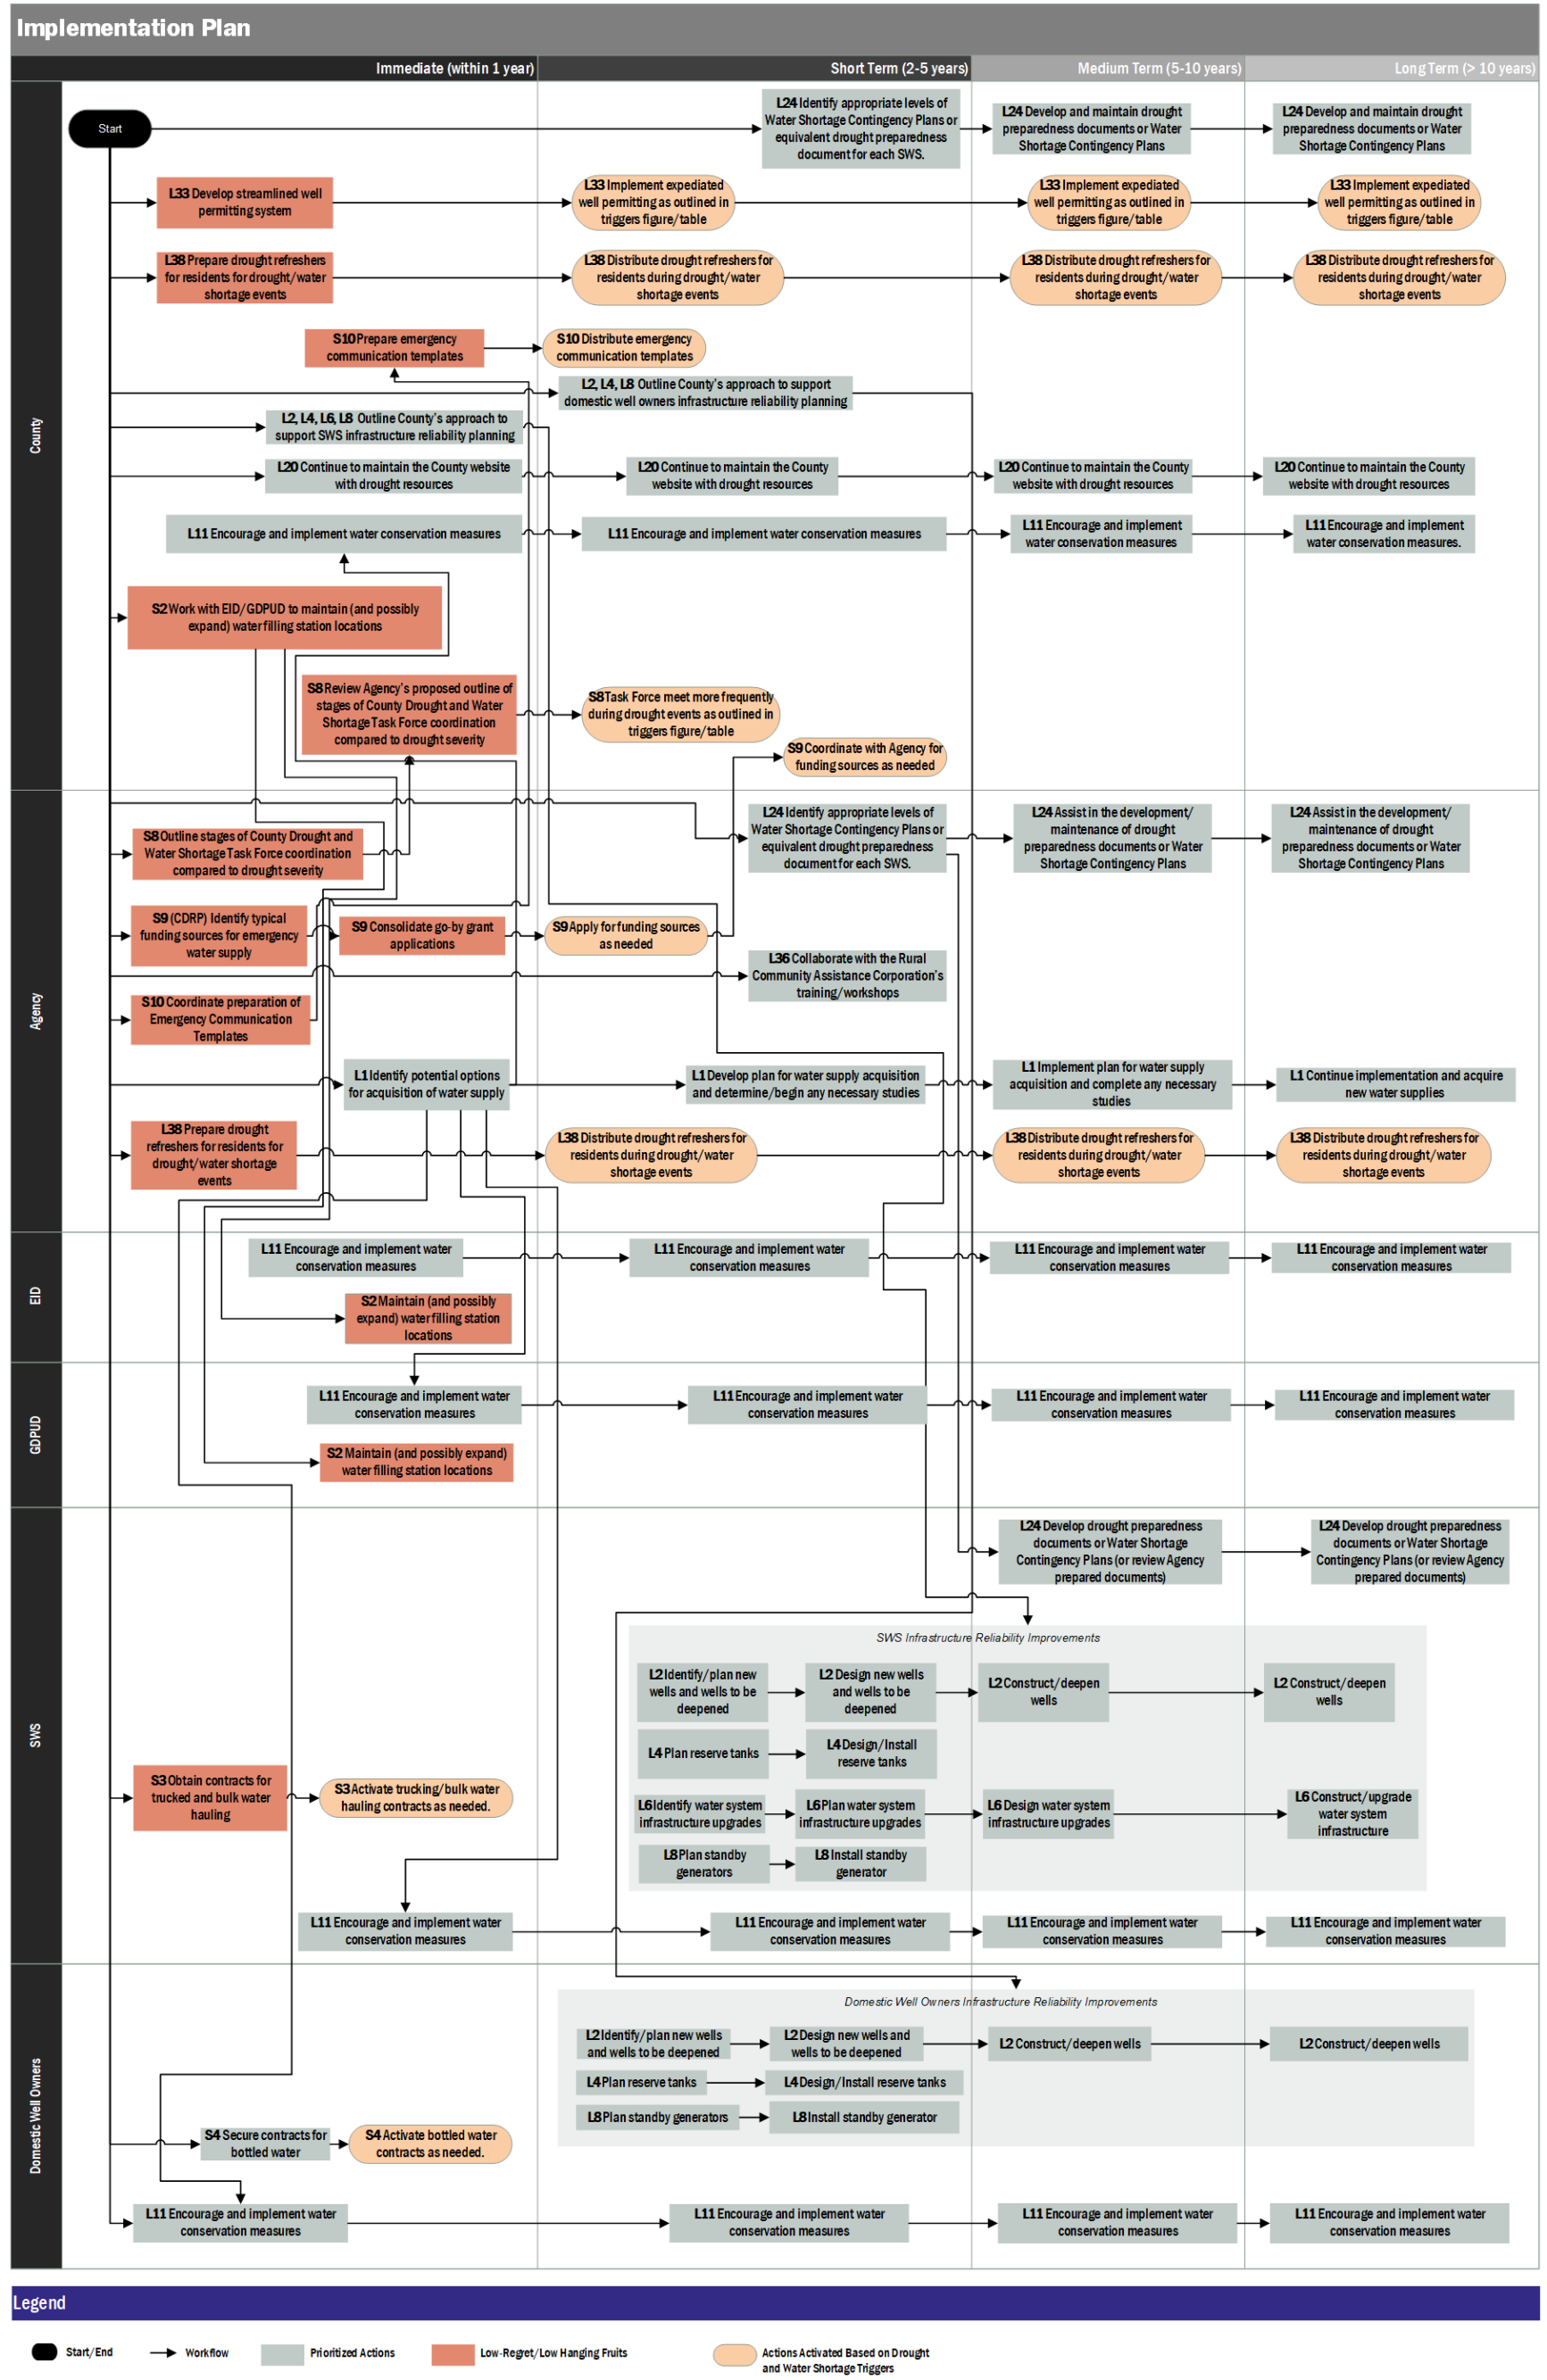 Implementation Plan
Immediate (within 1 year)
Short Term (2-5 years)
Medium Term (5-10 years)
Long Term (> 10 years)
County
Start
L24 Identify appropriate levels of
Water Shortage Contingency Plans or
equivalent drought preparedness
document for each SWS.
L24 Develop and maintain drought
preparedness documents or Water
Shortage Contingency Plans
L24 Develop and maintain drought
preparedness documents or Water
Shortage Contingency Plans
L33 Develop streamlined well
permitting system
L33 Implement expediated
well permitting as outlined in
triggers figure/table
L33 Implement expediated
well permitting as outlined in
triggers figure/table
L33 Implement expediated
well permitting as outlined in
triggers figure/table
L38 Prepare drought refreshers
for residents for drought/water
shortage events
L38 Distribute drought refreshers for
residents during drought/water
shortage events
L38 Distribute drought refreshers for
residents during drought/water
shortage events
L38 Distribute drought refreshers for
residents during drought/water
shortage events
S10 Prepare emergency
communication templates
S10 Distribute emergency
communication templates
L2, L4, L8 Outline County's approach to support
domestic well owners infrastructure reliability planning
L2, L4, L6, L8 Outline County's approach to
support SWS infrastructure reliability planning
L20 Continue to maintain the County website
with drought resources
L20 Continue to maintain the County
website with drought resources
L20 Continue to maintain the County
website with drought resources
L20 Continue to maintain the County
website with drought resources
L11 Encourage and implement water conservation measures
L11 Encourage and implement water conservation measures
L11 Encourage and implement
water conservation measures
L11 Encourage and implement
water conservation measures.
S2 Work with EID/GDPUD to maintain (and possibly
expand) water filling station locations
S8 Review Agency's proposed outline of
stages of County Drought and Water
Shortage Task Force coordination
compared to drought severity
S8 Task Force meet more frequently
during drought events as outlined in
triggers figure/table
S9 Coordinate with Agency for
funding sources as needed
Agency
L24 Identify appropriate levels of
Water Shortage Contingency Plans or
equivalent drought preparedness
document for each SWS.
L24 Assist in the development/
maintenance of drought
preparedness documents or Water
Shortage Contingency Plans
L24 Assist in the development/
maintenance of drought
preparedness documents or Water
Shortage Contingency Plans
S8 Outline stages of County Drought and
Water Shortage Task Force coordination
compared to drought severity
S9 (CDRP) Identify typical
funding sources for emergency
water supply
S9 Consolidate go-by grant
applications
S9 Apply for funding sources
as needed
L36 Collaborate with the Rural
Community Assistance Corporation's
training/workshops
S10 Coordinate preparation of
Emergency Communication
Templates
L1 Identify potential options
for acquisition of water supply
L1 Develop plan for water supply acquisition
and determine/begin any necessary studies
L1 Implement plan for water supply
acquisition and complete any necessary
studies
L1 Continue implementation and acquire
new water supplies
L38 Prepare drought
refreshers for residents for
drought/water shortage
events
L38 Distribute drought refreshers for
residents during drought/water
shortage events
L38 Distribute drought refreshers for
residents during drought/water
shortage events
L38 Distribute drought refreshers for
residents during drought/water
shortage events
EID
L11 Encourage and implement water
conservation measures
L11 Encourage and implement water
conservation measures
L11 Encourage and implement water
conservation measures
L11 Encourage and implement water
conservation measures
S2 Maintain (and possibly
expand) water filling station
locations
GDPUD
L11 Encourage and implement water
conservation measures
L11 Encourage and implement water
conservation measures
L11 Encourage and implement water
conservation measures
L11 Encourage and implement water
conservation measures
S2 Maintain (and possibly expand)
water filling station locations
SWS
L24 Develop drought preparedness
documents or Water Shortage
Contingency Plans (or review Agency
prepared documents)
L24 Develop drought preparedness
documents or Water Shortage
Contingency Plans (or review Agency
prepared documents)
SWS Infrastructure Reliability Improvements
L2 Identify/plan new
wells and wells to be
deepened
L2 Design new wells
and wells to be
deepened
L2 Construct/deepen
wells
L2 Construct/deepen
wells
L4 Plan reserve tanks
L4 Design/Install
reserve tanks
S3 Obtain contracts for
trucked and bulk water
hauling
S3 Activate trucking/bulk water
hauling contracts as needed.
L6 Identify water system
infrastructure upgrades
L6 Plan water system
infrastructure upgrades
L6 Design water system
infrastructure upgrades
L6 Construct/upgrade
water system
infrastructure
L8 Plan standby
generators
L8 Install standby
generator
L11 Encourage and implement water
conservation measures
L11 Encourage and implement water
conservation measures
L11 Encourage and implement water
conservation measures
L11 Encourage and implement water
conservation measures
Domestic Well Owners
Domestic Well Owners Infrastructure Reliability Improvements
L2 Identify/plan new wells
and wells to be deepened
L2 Design new wells and
wells to be deepened
L2 Construct/deepen wells
L2 Construct/deepen wells
L4 Plan reserve tanks
L4 Design/Install reserve tanks
L8 Plan standby generators
L8 Install standby generator
S4 Secure contracts for
bottled water
S4 Activate bottled water
contracts as needed.
L11 Encourage and implement water
conservation measures
L11 Encourage and implement water
conservation measures
L11 Encourage and implement water
conservation measures
L11 Encourage and implement water
conservation measures
Legend
Start/End
Workflow
Prioritized Actions
Low-Regret/Low Hanging Fruits
Actions Activated Based on Drought
and Water Shortage Triggers